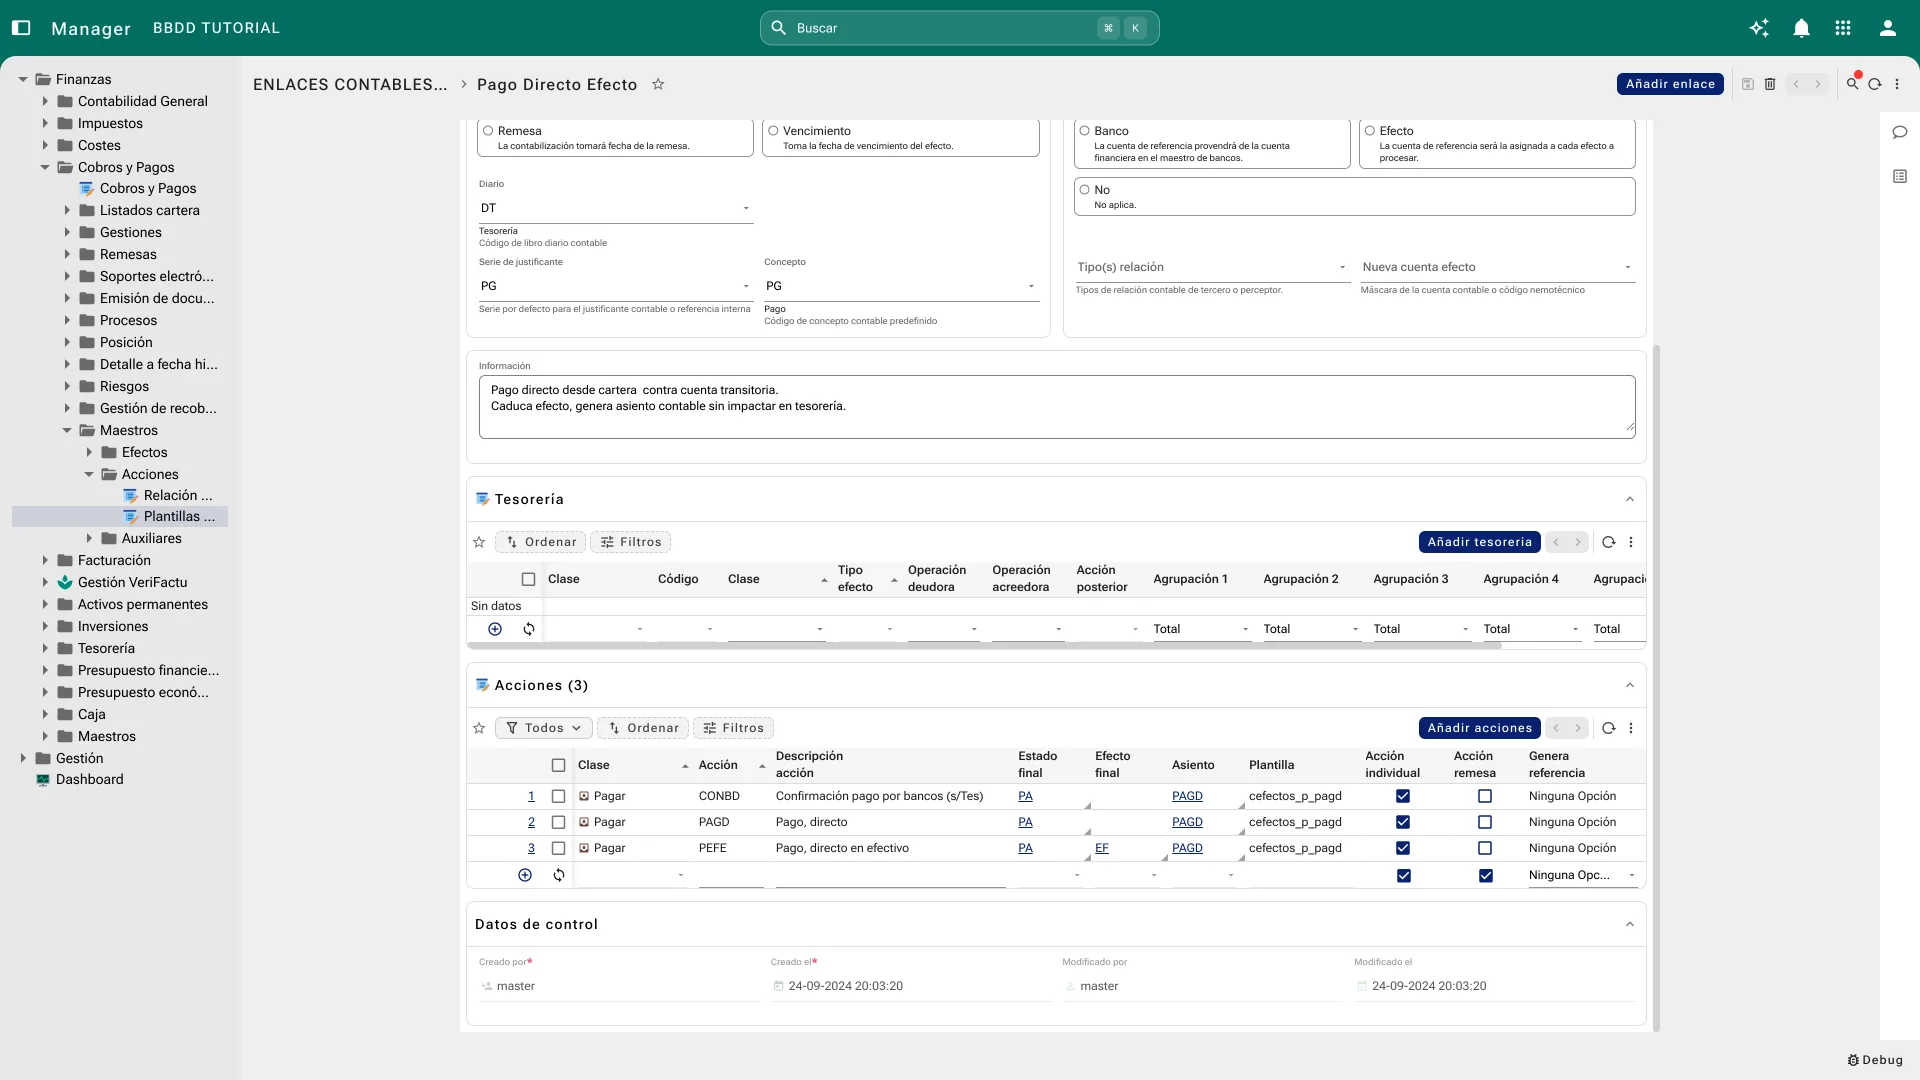 Manager
BBDD TUTORIAL
Buscar
⌘ K
Finanzas
Contabilidad General
Impuestos
Costes
Cobros y Pagos
Cobros y Pagos
Listados cartera
Gestiones
Remesas
Soportes electró...
Emisión de docu...
Procesos
Posición
Detalle a fecha hi...
Riesgos
Gestión de recob...
Maestros
Efectos
Acciones
Relación ...
Plantillas ...
Auxiliares
Facturación
Gestión VeriFactu
Activos permanentes
Inversiones
Tesorería
Presupuesto financie...
Presupuesto econó...
Caja
Maestros
Gestión
Dashboard
ENLACES CONTABLES... > Pago Directo Efecto
Añadir enlace
Remesa
La contabilización tomará fecha de la remesa.
Vencimiento
Toma la fecha de vencimiento del efecto.
Diario
DT
Tesorería
Código de libro diario contable
Serie de justificante
PG
Serie por defecto para el justificante contable o referencia interna
Concepto
PG
Pago
Código de concepto contable predefinido
Banco
La cuenta de referencia provendrá de la cuenta
financiera en el maestro de bancos.
Efecto
La cuenta de referencia será la asignada a cada efecto a
procesar.
No
No aplica.
Tipo(s) relación
Tipos de relación contable de tercero o perceptor.
Nueva cuenta efecto
Máscara de la cuenta contable o código nemotécnico
Información
Pago directo desde cartera  contra cuenta transitoria.
Caduca efecto, genera asiento contable sin impactar en tesorería.
Tesorería
Ordenar
Filtros
Añadir tesoreria
Clase Código Clase Tipo efecto Operación deudora Operación acreedora Acción posterior Agrupación 1 Agrupación 2 Agrupación 3 Agrupación 4 Agrupaci
Sin datos
Total Total Total Total Total
Acciones (3)
Todos
Ordenar
Filtros
Añadir acciones
Clase Acción Descripción acción Estado final Efecto final Asiento Plantilla Acción individual Acción remesa Genera referencia
1 Pagar CONBD Confirmación pago por bancos (s/Tes) PA PAGD cefectos_p_pagd Ninguna Opción
2 Pagar PAGD Pago, directo PA PAGD cefectos_p_pagd Ninguna Opción
3 Pagar PEFE Pago, directo en efectivo PA EF PAGD cefectos_p_pagd Ninguna Opción
Ninguna Opc...
Datos de control
Creado por*
master
Creado el*
24-09-2024 20:03:20
Modificado por
master
Modificado el
24-09-2024 20:03:20
Debug